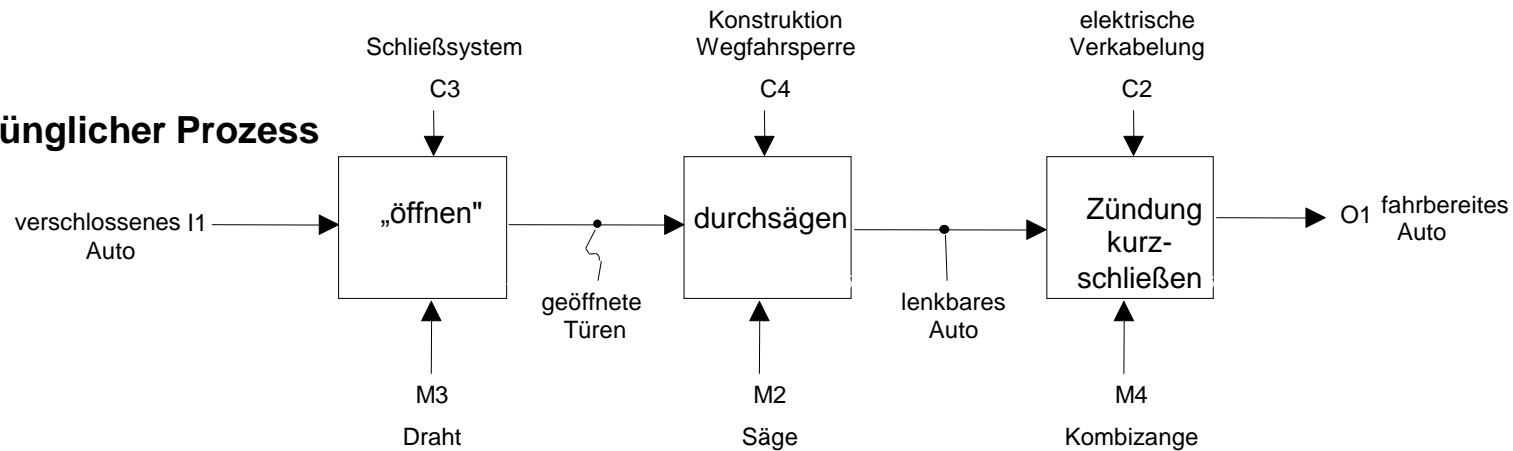 Konstruktion
Wegfahrsperre
elektrische
Verkabelung
Schließsystem
C3
C4
C2
ünglicher Prozess
verschlossenes I1
Auto
„öffnen"
geöffnete
Türen
durchsägen
lenkbares
Auto
Zündung
kurz-
schließen
O1 fahrbereites
Auto
M3
M2
M4
Draht
Säge
Kombizange